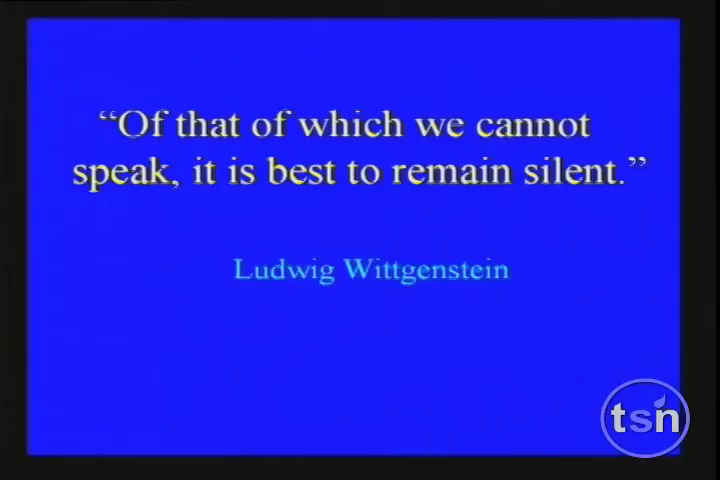 “Of that of which we cannot
speak, it is best to remain silent.”
Ludwig Wittgenstein
tsn